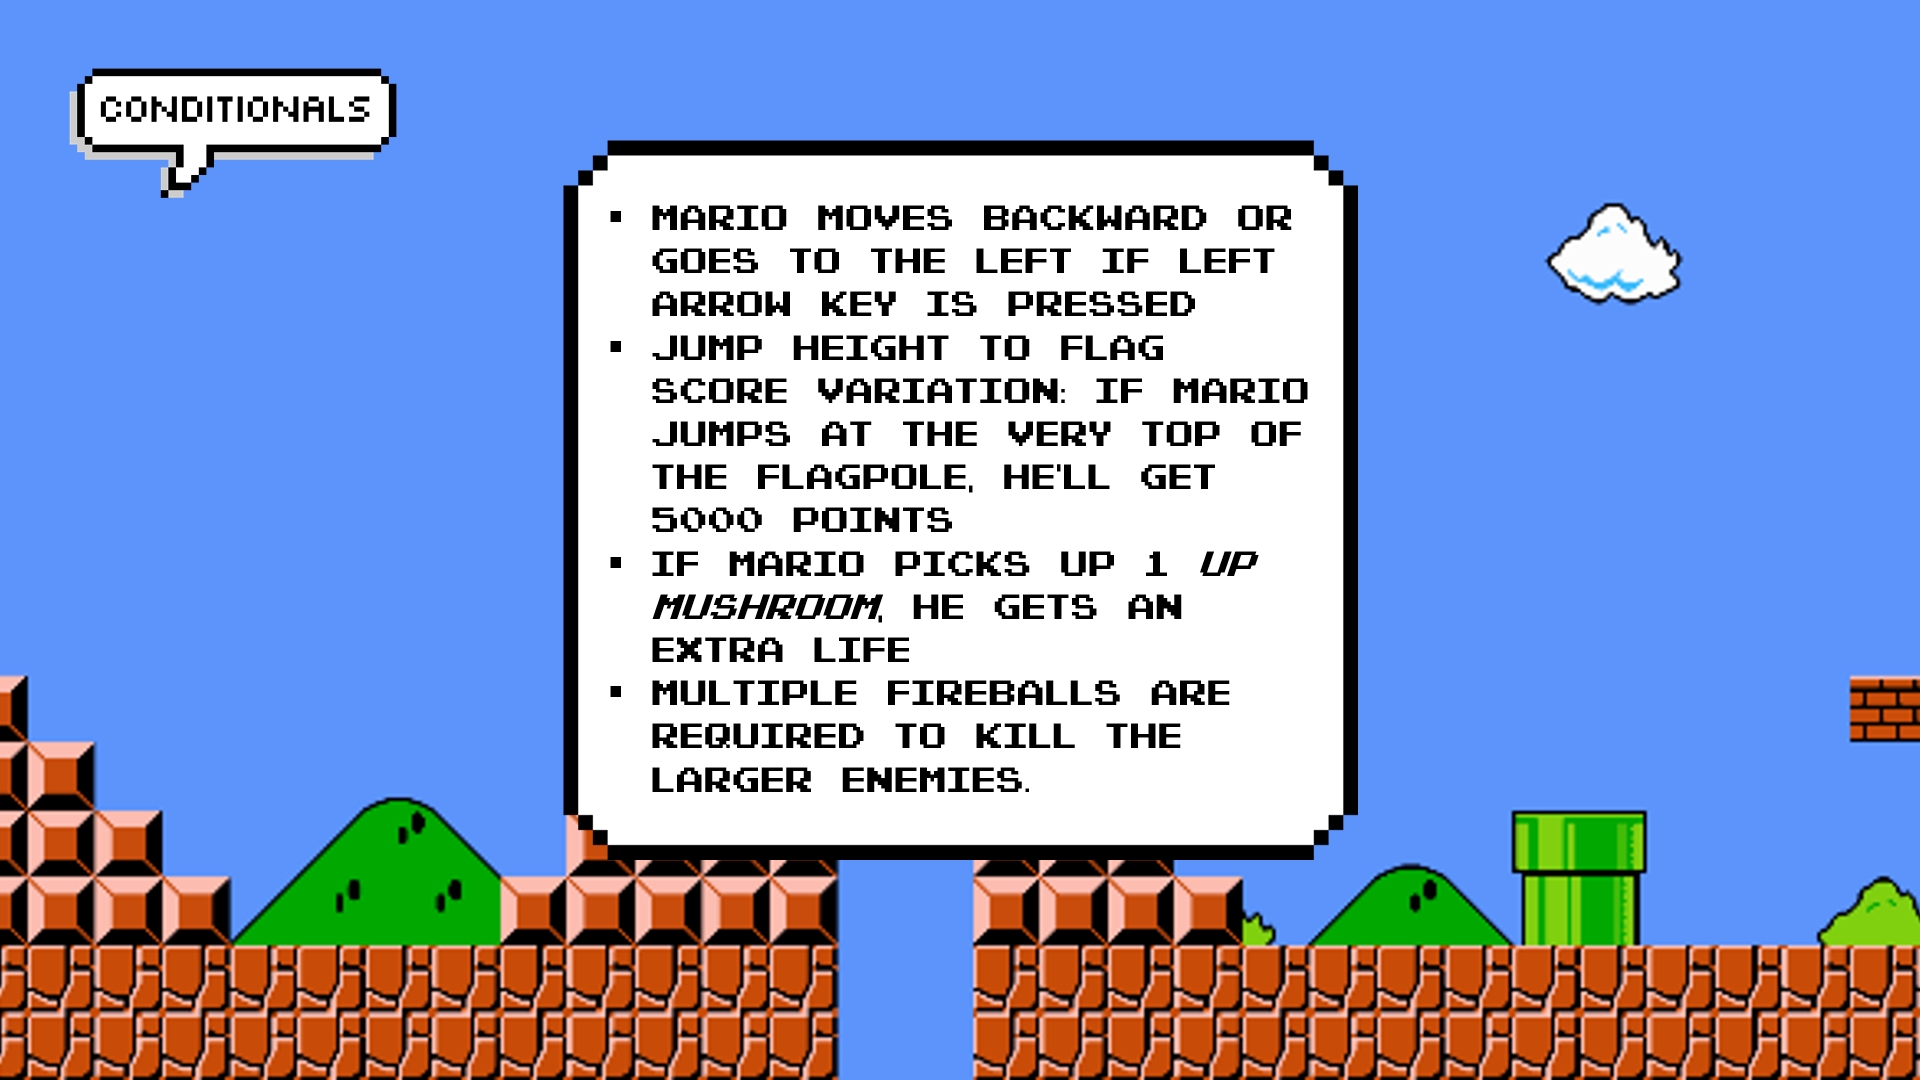 CONDITIONALS
▪ MARIO MOVES BACKWARD OR
GOES TO THE LEFT IF LEFT
ARROW KEY IS PRESSED
▪ JUMP HEIGHT TO FLAG
SCORE VARIATION: IF MARIO
JUMPS AT THE VERY TOP OF
THE FLAGPOLE, HE'LL GET
5000 POINTS
▪ IF MARIO PICKS UP 1 UP
MUSHROOM, HE GETS AN
EXTRA LIFE
▪ MULTIPLE FIREBALLS ARE
REQUIRED TO KILL THE
LARGER ENEMIES.